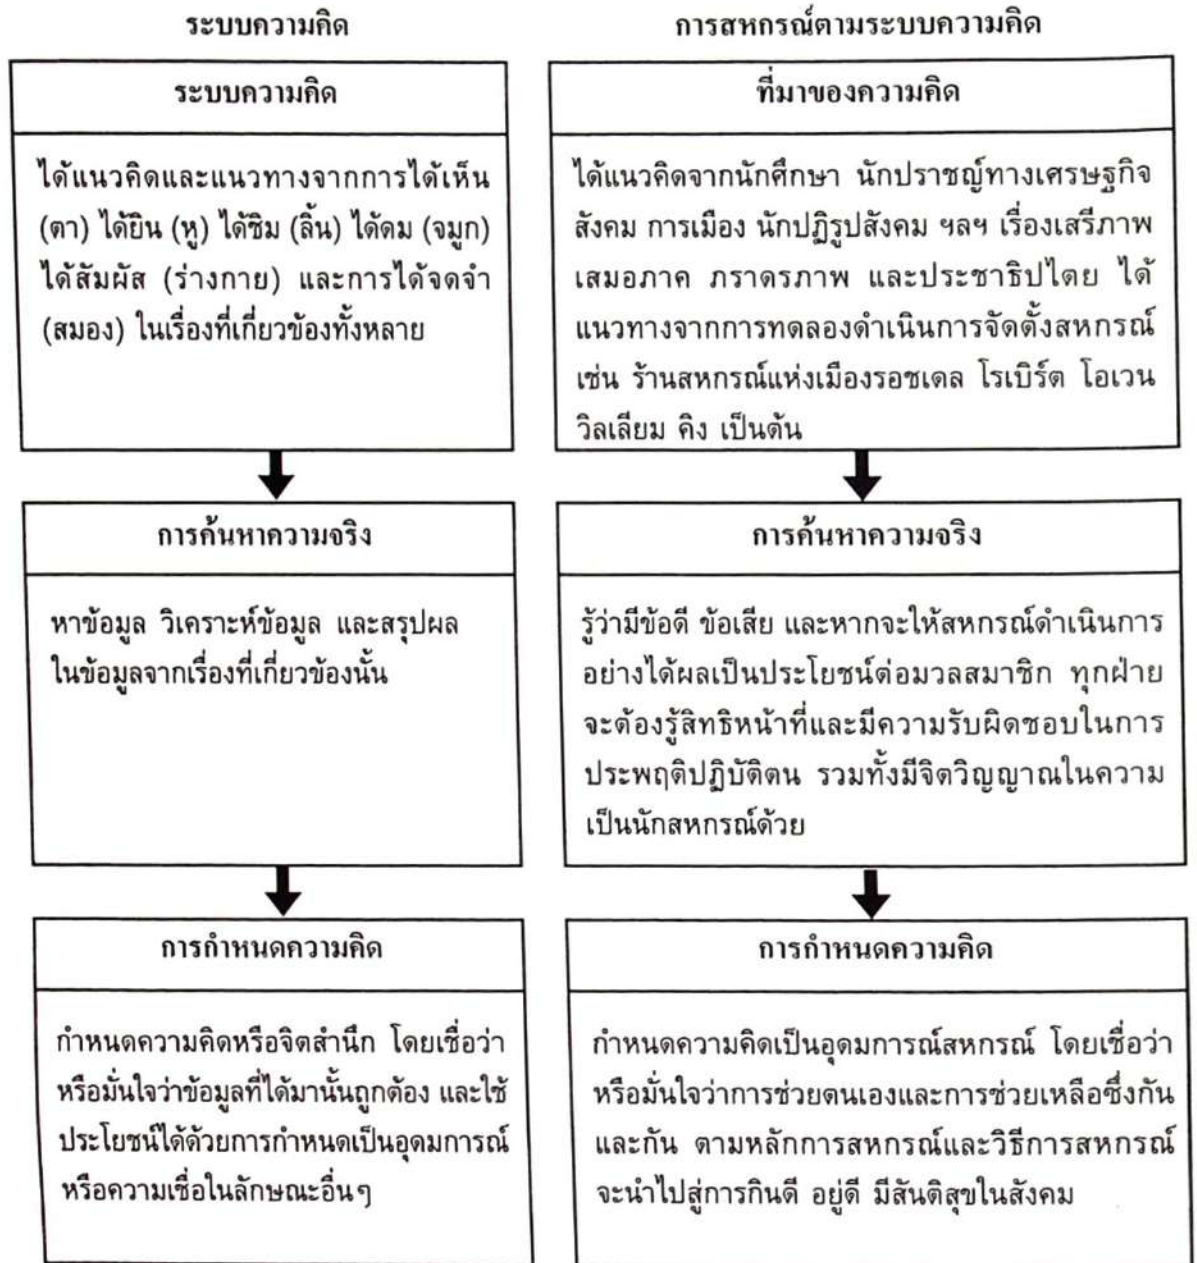 ระบบความคิด
ระบบความคิด
ได้แนวคิดและแนวทางจากการได้เห็น
(ตา) ได้ยิน (หู) ได้ชิม (ลิ้น) ได้ดม (จมูก)
ได้สัมผัส (ร่างกาย) และการได้จดจำ
(สมอง) ในเรื่องที่เกี่ยวข้องทั้งหลาย
การค้นหาความจริง
หาข้อมูล วิเคราะห์ข้อมูล และสรุปผล
ในข้อมูลจากเรื่องที่เกี่ยวข้องนั้น
การกำหนดความคิด
กำหนดความคิดหรือจิตสำนึก โดยเชื่อว่า
หรือมั่นใจว่าข้อมูลที่ได้มานั้นถูกต้อง และใช้
ประโยชน์ได้ด้วยการกำหนดเป็นอุดมการณ์
หรือความเชื่อในลักษณะอื่นๆ
การสหกรณ์ตามระบบความคิด
ที่มาของความคิด
ได้แนวคิดจากนักศึกษา นักปราชญ์ทางเศรษฐกิจ
สังคม การเมือง นักปฏิรูปสังคม ฯลฯ เรื่องเสรีภาพ
เสมอภาค ภราดรภาพ และประชาธิปไตย ได้
แนวทางจากการทดลองดำเนินการจัดตั้งสหกรณ์
เช่น ร้านสหกรณ์แห่งเมืองรอชเดล โรเบิร์ต โอเวน
วิลเลียม คิง เป็นต้น
การค้นหาความจริง
รู้ว่ามีข้อดี ข้อเสีย และหากจะให้สหกรณ์ดำเนินการ
อย่างได้ผลเป็นประโยชน์ต่อมวลสมาชิก ทุกฝ่าย
จะต้องรู้สิทธิหน้าที่และมีความรับผิดชอบในการ
ประพฤติปฏิบัติตน รวมทั้งมีจิตวิญญาณในความ
เป็นนักสหกรณ์ด้วย
การกำหนดความคิด
กำหนดความคิดเป็นอุดมการณ์สหกรณ์ โดยเชื่อว่า
หรือมั่นใจว่าการช่วยตนเองและการช่วยเหลือซึ่งกัน
และกัน ตามหลักการสหกรณ์และวิธีการสหกรณ์
จะนำไปสู่การกินดี อยู่ดี มีสันติสุขในสังคม